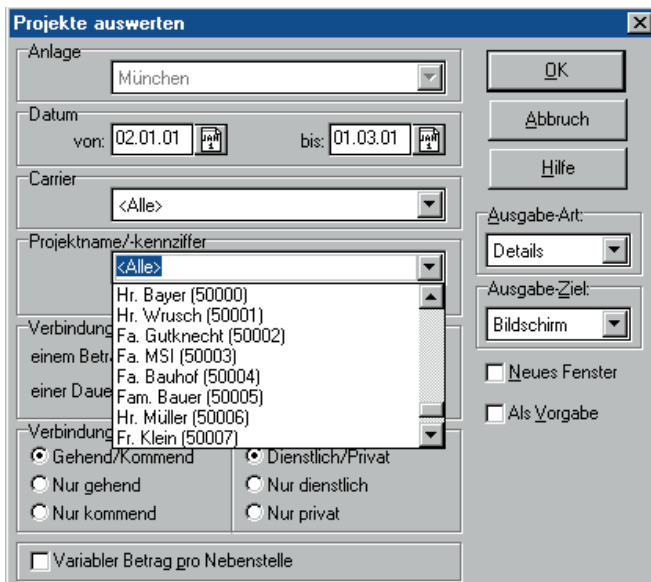 Projekte auswerten
Anlage
München
Datum
von: 02.01.01 JAN 1 bis: 01.03.01 JAN 1
Carrier
<Alle>
Projektname/-kennziffer
<Alle>
Hr. Bayer (50000)
Hr. Wrusch (50001)
Fa. Gutknecht (50002)
Fa. MSI (50003)
Fa. Bauhof (50004)
Fam. Bauer (50005)
Hr. Müller (50006)
Fr. Klein (50007)
Verbindung
einem Betra
einer Daue
Verbindung
Gehend/Kommend
Nur gehend
Nur kommend
Dienstlich/Privat
Nur dienstlich
Nur privat
Variabler Betrag pro Nebenstelle
OK
Abbruch
Hilfe
Ausgabe-Art:
Details
Ausgabe-Ziel:
Bildschirm
Neues Fenster
Als Vorgabe